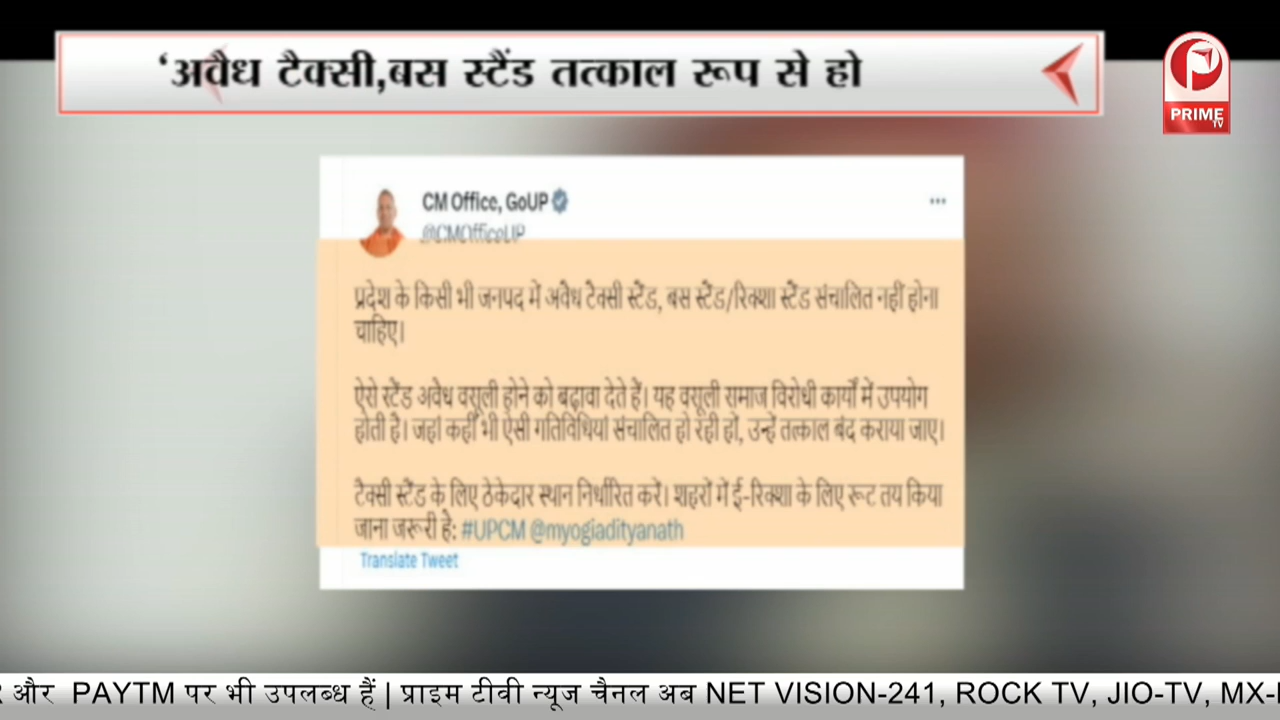 ‘अवैध टैक्सी,बस स्टैंड तत्काल रूप से हो
PRIME
TV
CM Office, GoUP
@CMOfficeUP
प्रदेश के किसी भी जनपद में अवैध टैक्सी स्टैंड, बस स्टैंड/रिक्शा स्टैंड संचालित नहीं होना
चाहिए।
ऐसे स्टैंड अवैध वसूली होने को बढ़ावा देते हैं। यह वसूली समाज विरोधी कार्यों में उपयोग
होती है। जहां कहीं भी ऐसी गतिविधियां संचालित हो रही हों, उन्हें तत्काल बंद कराया जाए।
टैक्सी स्टैंड के लिए ठेकेदार स्थान निर्धारित करें। शहरों में ई-रिक्शा के लिए रूट तय किया
जाना जरूरी है: #UPCM @myogiadityanath
Translate Tweet
और PAYTM पर भी उपलब्ध हैं | प्राइम टीवी न्यूज चैनल अब NET VISION-241, ROCK TV, JIO-TV, MX-